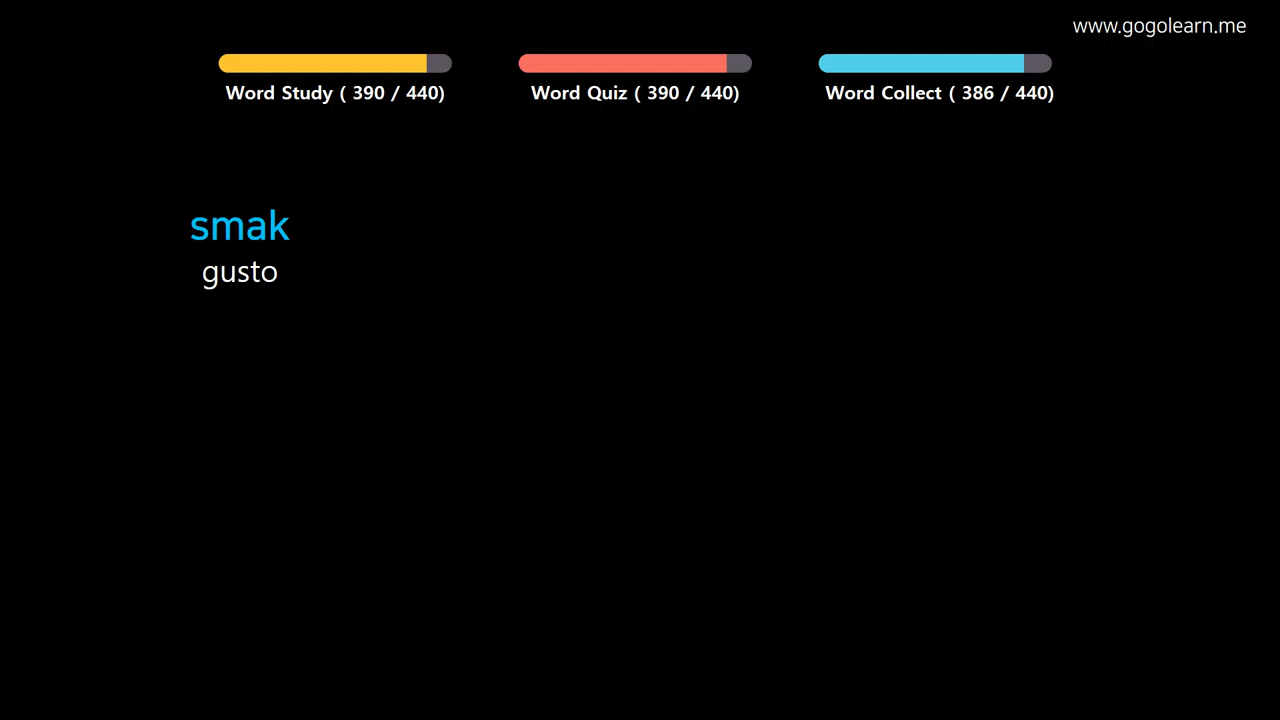 www.gogolearn.me
Word Study ( 390 / 440)
Word Quiz ( 390 / 440)
Word Collect ( 386 / 440)
smak
gusto